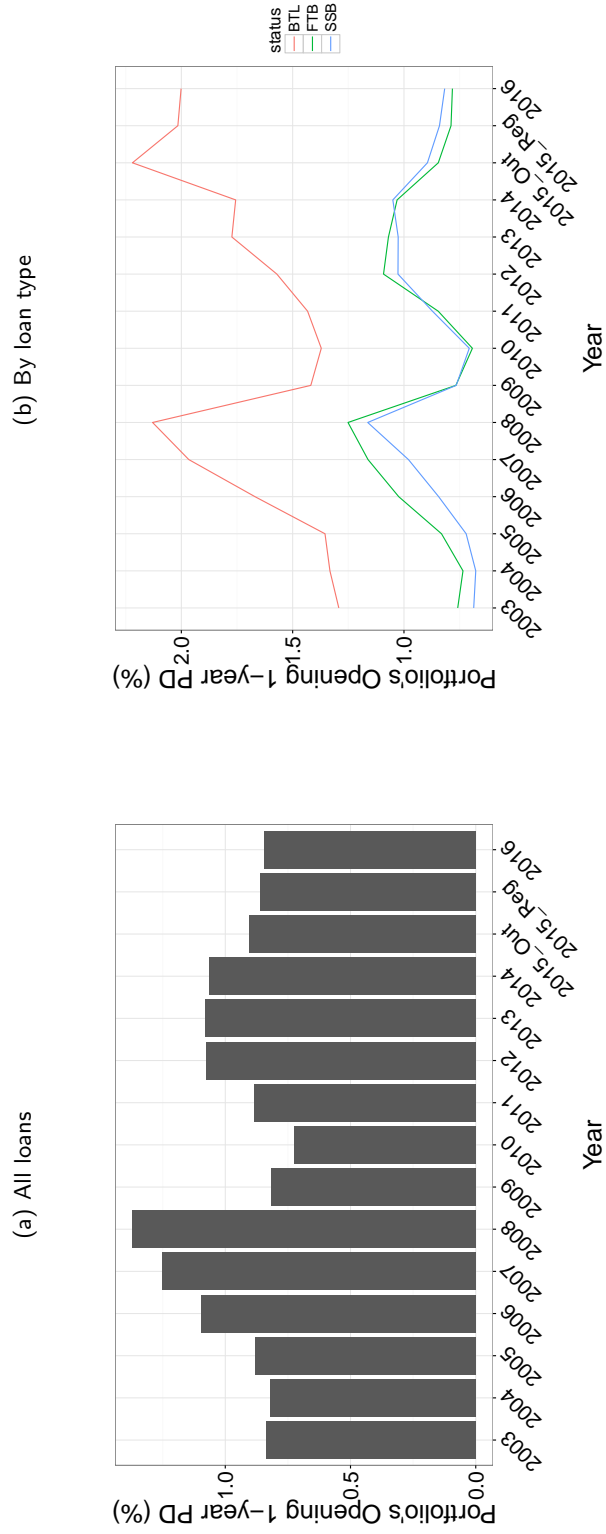 (a) All loans
Portfolio's Opening 1−year PD (%)
1.0
0.5
0.0
2003
2004
2005
2006
2007
2008
2009
2010
2011
2012
2013
2014
2015_Out
2015_Reg
2016
Year
(b) By loan type
Portfolio's Opening 1−year PD (%)
2.0
1.5
1.0
2003
2004
2005
2006
2007
2008
2009
2010
2011
2012
2013
2014
2015_Out
2015_Reg
2016
Year
status
BTL
FTB
SSB